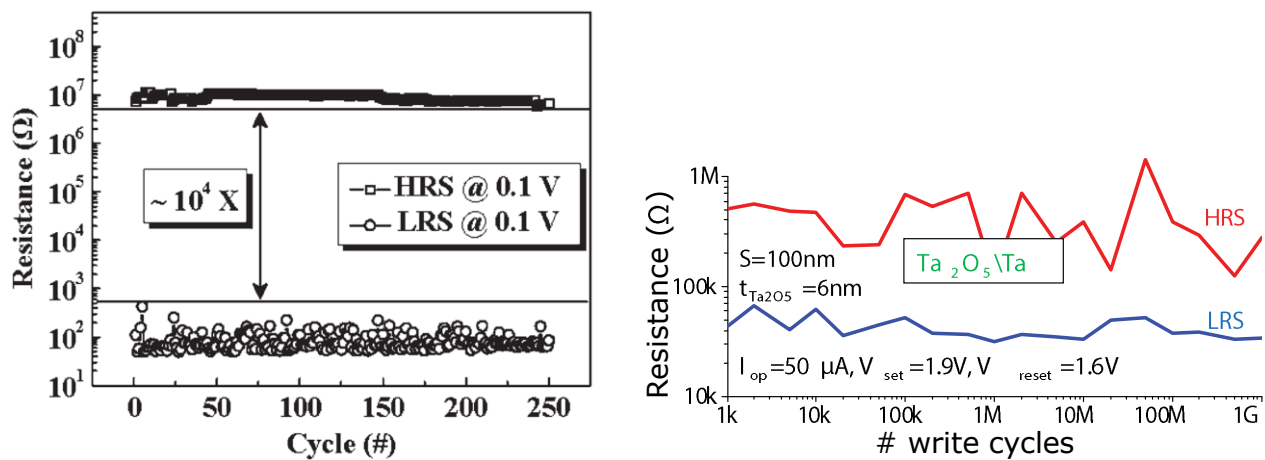 Resistance (Ω)
10^8
10^7
10^6
10^5
10^4
10^3
10^2
10^1
~ 10^4 X
HRS @ 0.1 V
LRS @ 0.1 V
0 50 100 150 200 250
Cycle (#)
Resistance (Ω)
1M
100k
10k
HRS
Ta 2 O 5 \Ta
S=100nm
t Ta2O5 =6nm
LRS
I op =50 µA, V set =1.9V, V reset =1.6V
1k 10k 100k 1M 10M 100M 1G
# write cycles